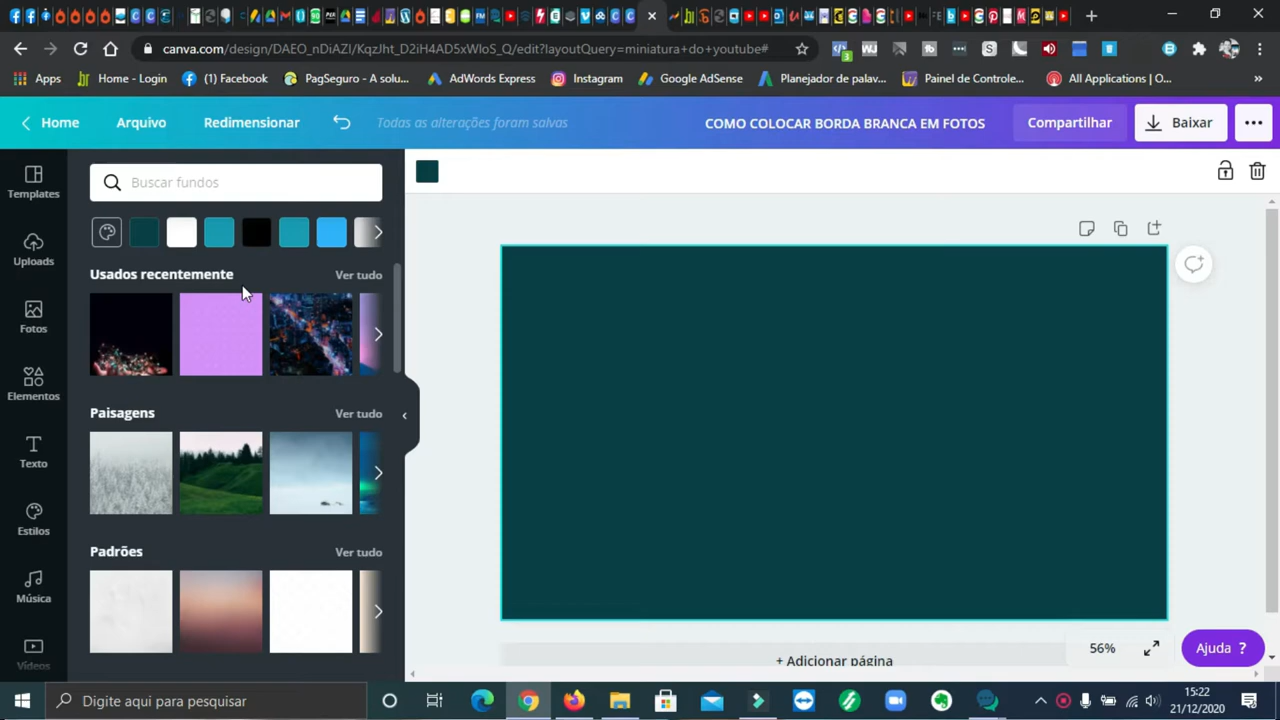 canva.com/design/DAEO_nDiAZI/KqzJht_D2iH4AD5xWIoS_Q/edit?layoutQuery=miniatura+do+youtube#
Apps
Home - Login
(1) Facebook
PagSeguro - A solu...
AdWords Express
Instagram
Google AdSense
Planejador de palav...
Painel de Controle...
All Applications | O...
Home
Arquivo
Redimensionar
Todas as alterações foram salvas
COMO COLOCAR BORDA BRANCA EM FOTOS
Compartilhar
Baixar
Templates
Uploads
Fotos
Elementos
Texto
Estilos
Música
Vídeos
Buscar fundos
Usados recentemente
Ver tudo
Paisagens
Ver tudo
Padrões
Ver tudo
+ Adicionar página
56%
Ajuda ?
Digite aqui para pesquisar
15:22
21/12/2020